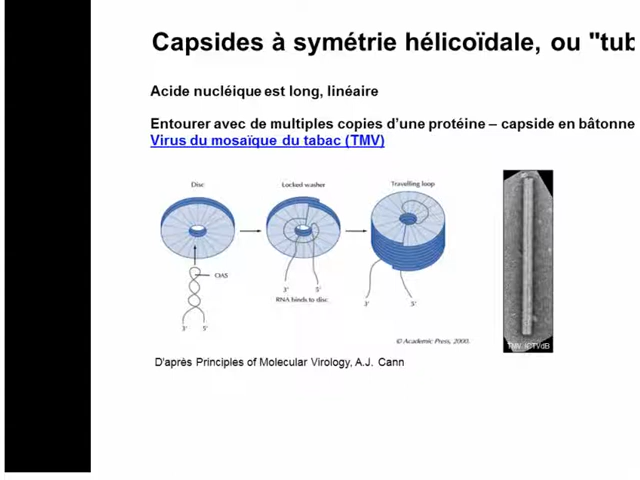 Capsides à symétrie hélicoïdale, ou "tub
Acide nucléique est long, linéaire
Entourer avec de multiples copies d'une protéine – capside en bâtonne
Virus du mosaïque du tabac (TMV)
Disc
Locked washer
Travelling loop
OAS
3'
5'
3'
5'
RNA binds to disc
3'
5'
© Academic Press, 2000.
TMV. ICTVdB
D'après Principles of Molecular Virology, A.J. Cann